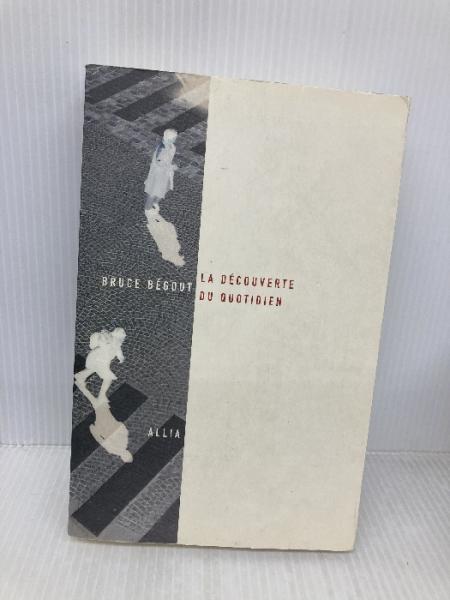 BRUCE BÉGOUT
LA DÉCOUVERTE
DU QUOTIDIEN
ALLIA